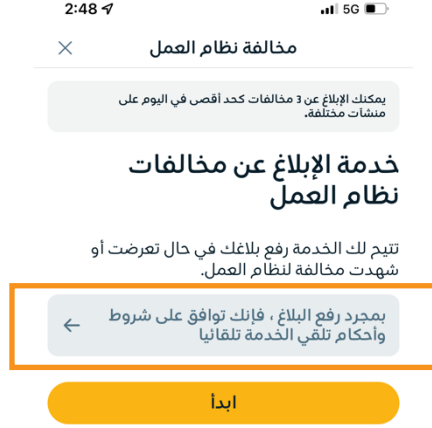 2:48
5G
مخالفة نظام العمل
يمكنك الإبلاغ عن 3 مخالفات كحد أقصى في اليوم على
منشآت مختلفة.
خدمة الإبلاغ عن مخالفات
نظام العمل
تتيح لك الخدمة رفع بلاغك في حال تعرضت أو
شهدت مخالفة لنظام العمل.
بمجرد رفع البلاغ ، فإنك توافق على شروط
وأحكام تلقي الخدمة تلقائيا
ابدأ